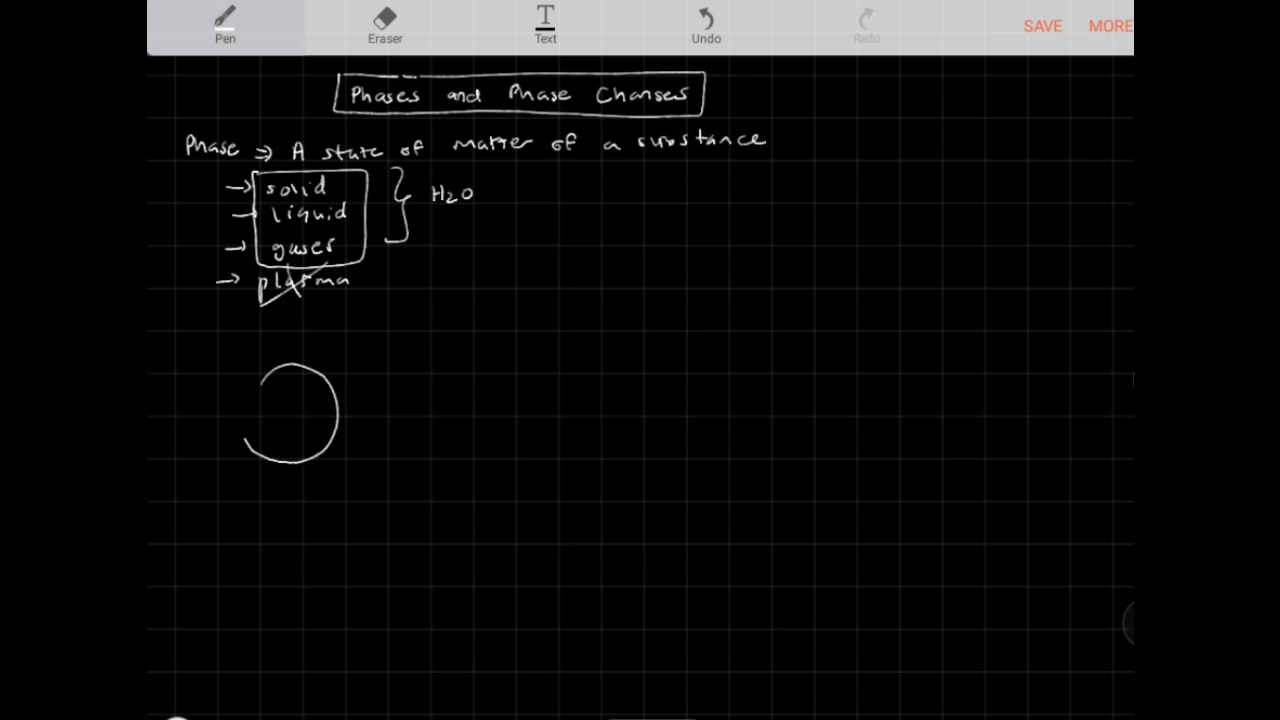 Pen Eraser Text Undo Redo SAVE MORE
Phases and Phase Changes
Phase ⇒ A state of matter of a substance
→ solid
→ liquid
→ gases
→ plasma
H2O